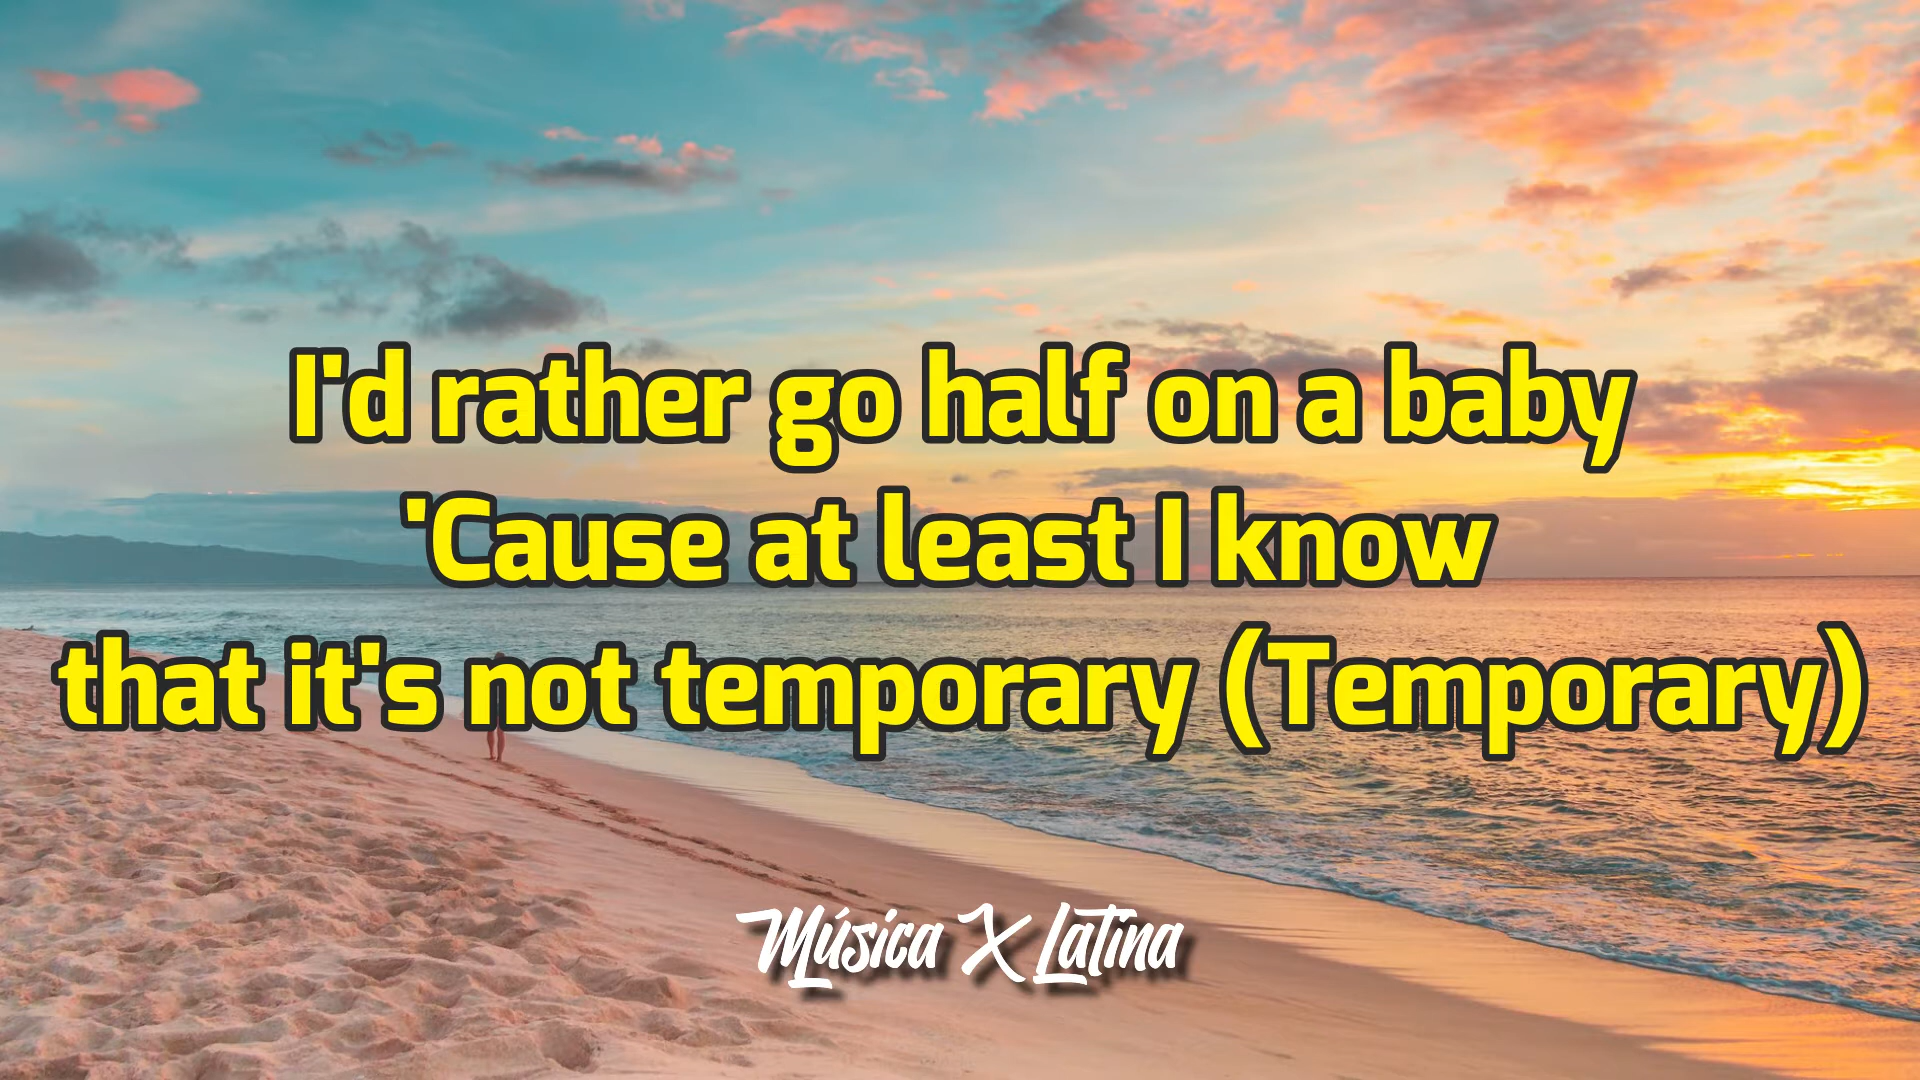 I'd rather go half on a baby
'Cause at least I know
that it's not temporary (Temporary)
Música X Latina